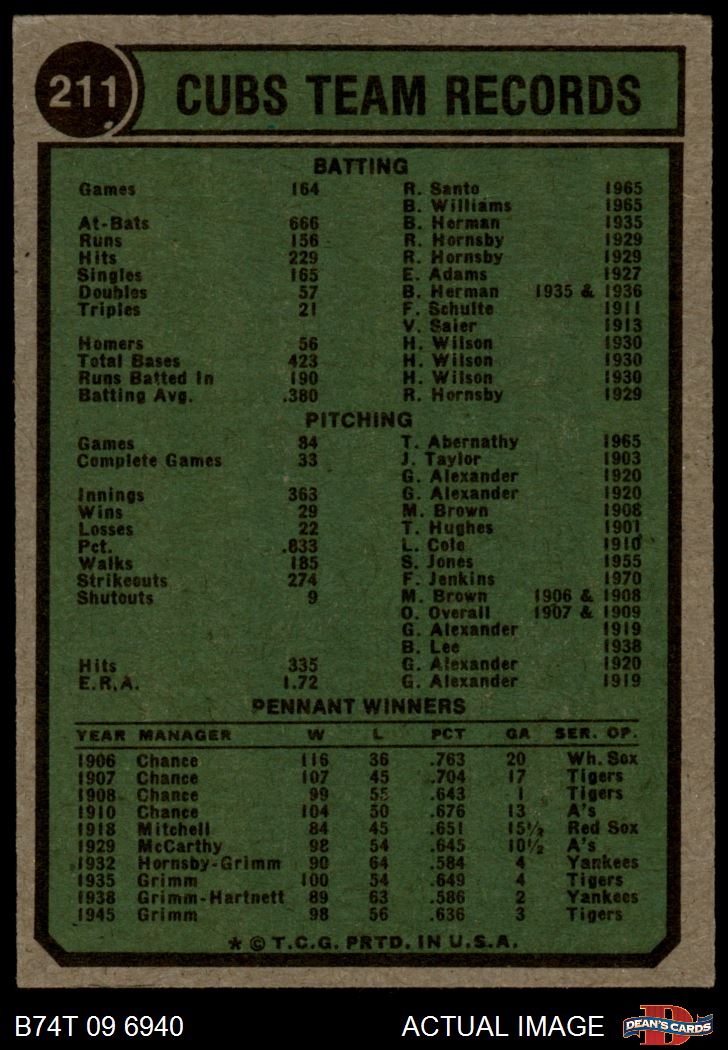 211 CUBS TEAM RECORDS
BATTING
Games 164 R. Santo 1965
B. Williams 1965
At-Bats 666 B. Herman 1935
Runs 156 R. Hornsby 1929
Hits 229 R. Hornsby 1929
Singles 165 E. Adams 1927
Doubles 57 B. Herman 1935 & 1936
Triples 21 F. Schulte 1911
V. Saier 1913
Homers 56 H. Wilson 1930
Total Bases 423 H. Wilson 1930
Runs Batted In 190 H. Wilson 1930
Batting Avg. .380 R. Hornsby 1929
PITCHING
Games 84 T. Abernathy 1965
Complete Games 33 J. Taylor 1903
G. Alexander 1920
Innings 363 G. Alexander 1920
Wins 29 M. Brown 1908
Losses 22 T. Hughes 1901
Pct. .833 L. Cole 1910
Walks 185 S. Jones 1955
Strikeouts 274 F. Jenkins 1970
Shutouts 9 M. Brown 1906 & 1908
O. Overall 1907 & 1909
G. Alexander 1919
B. Lee 1938
Hits 335 G. Alexander 1920
E.R.A. 1.72 G. Alexander 1919
PENNANT WINNERS
YEAR MANAGER W L PCT GA SER. OP.
1906 Chance 116 36 .763 20 Wh. Sox
1907 Chance 107 45 .704 17 Tigers
1908 Chance 99 55 .643 1 Tigers
1910 Chance 104 50 .676 13 A's
1918 Mitchell 84 45 .651 15½ Red Sox
1929 McCarthy 98 54 .645 10½ A's
1932 Hornsby-Grimm 90 64 .584 4 Yankees
1935 Grimm 100 54 .649 4 Tigers
1938 Grimm-Hartnett 89 63 .586 2 Yankees
1945 Grimm 98 56 .636 3 Tigers
* © T.C.G. PRTD. IN U.S.A.
B74T 09 6940 ACTUAL IMAGE D DEAN'S CARDS